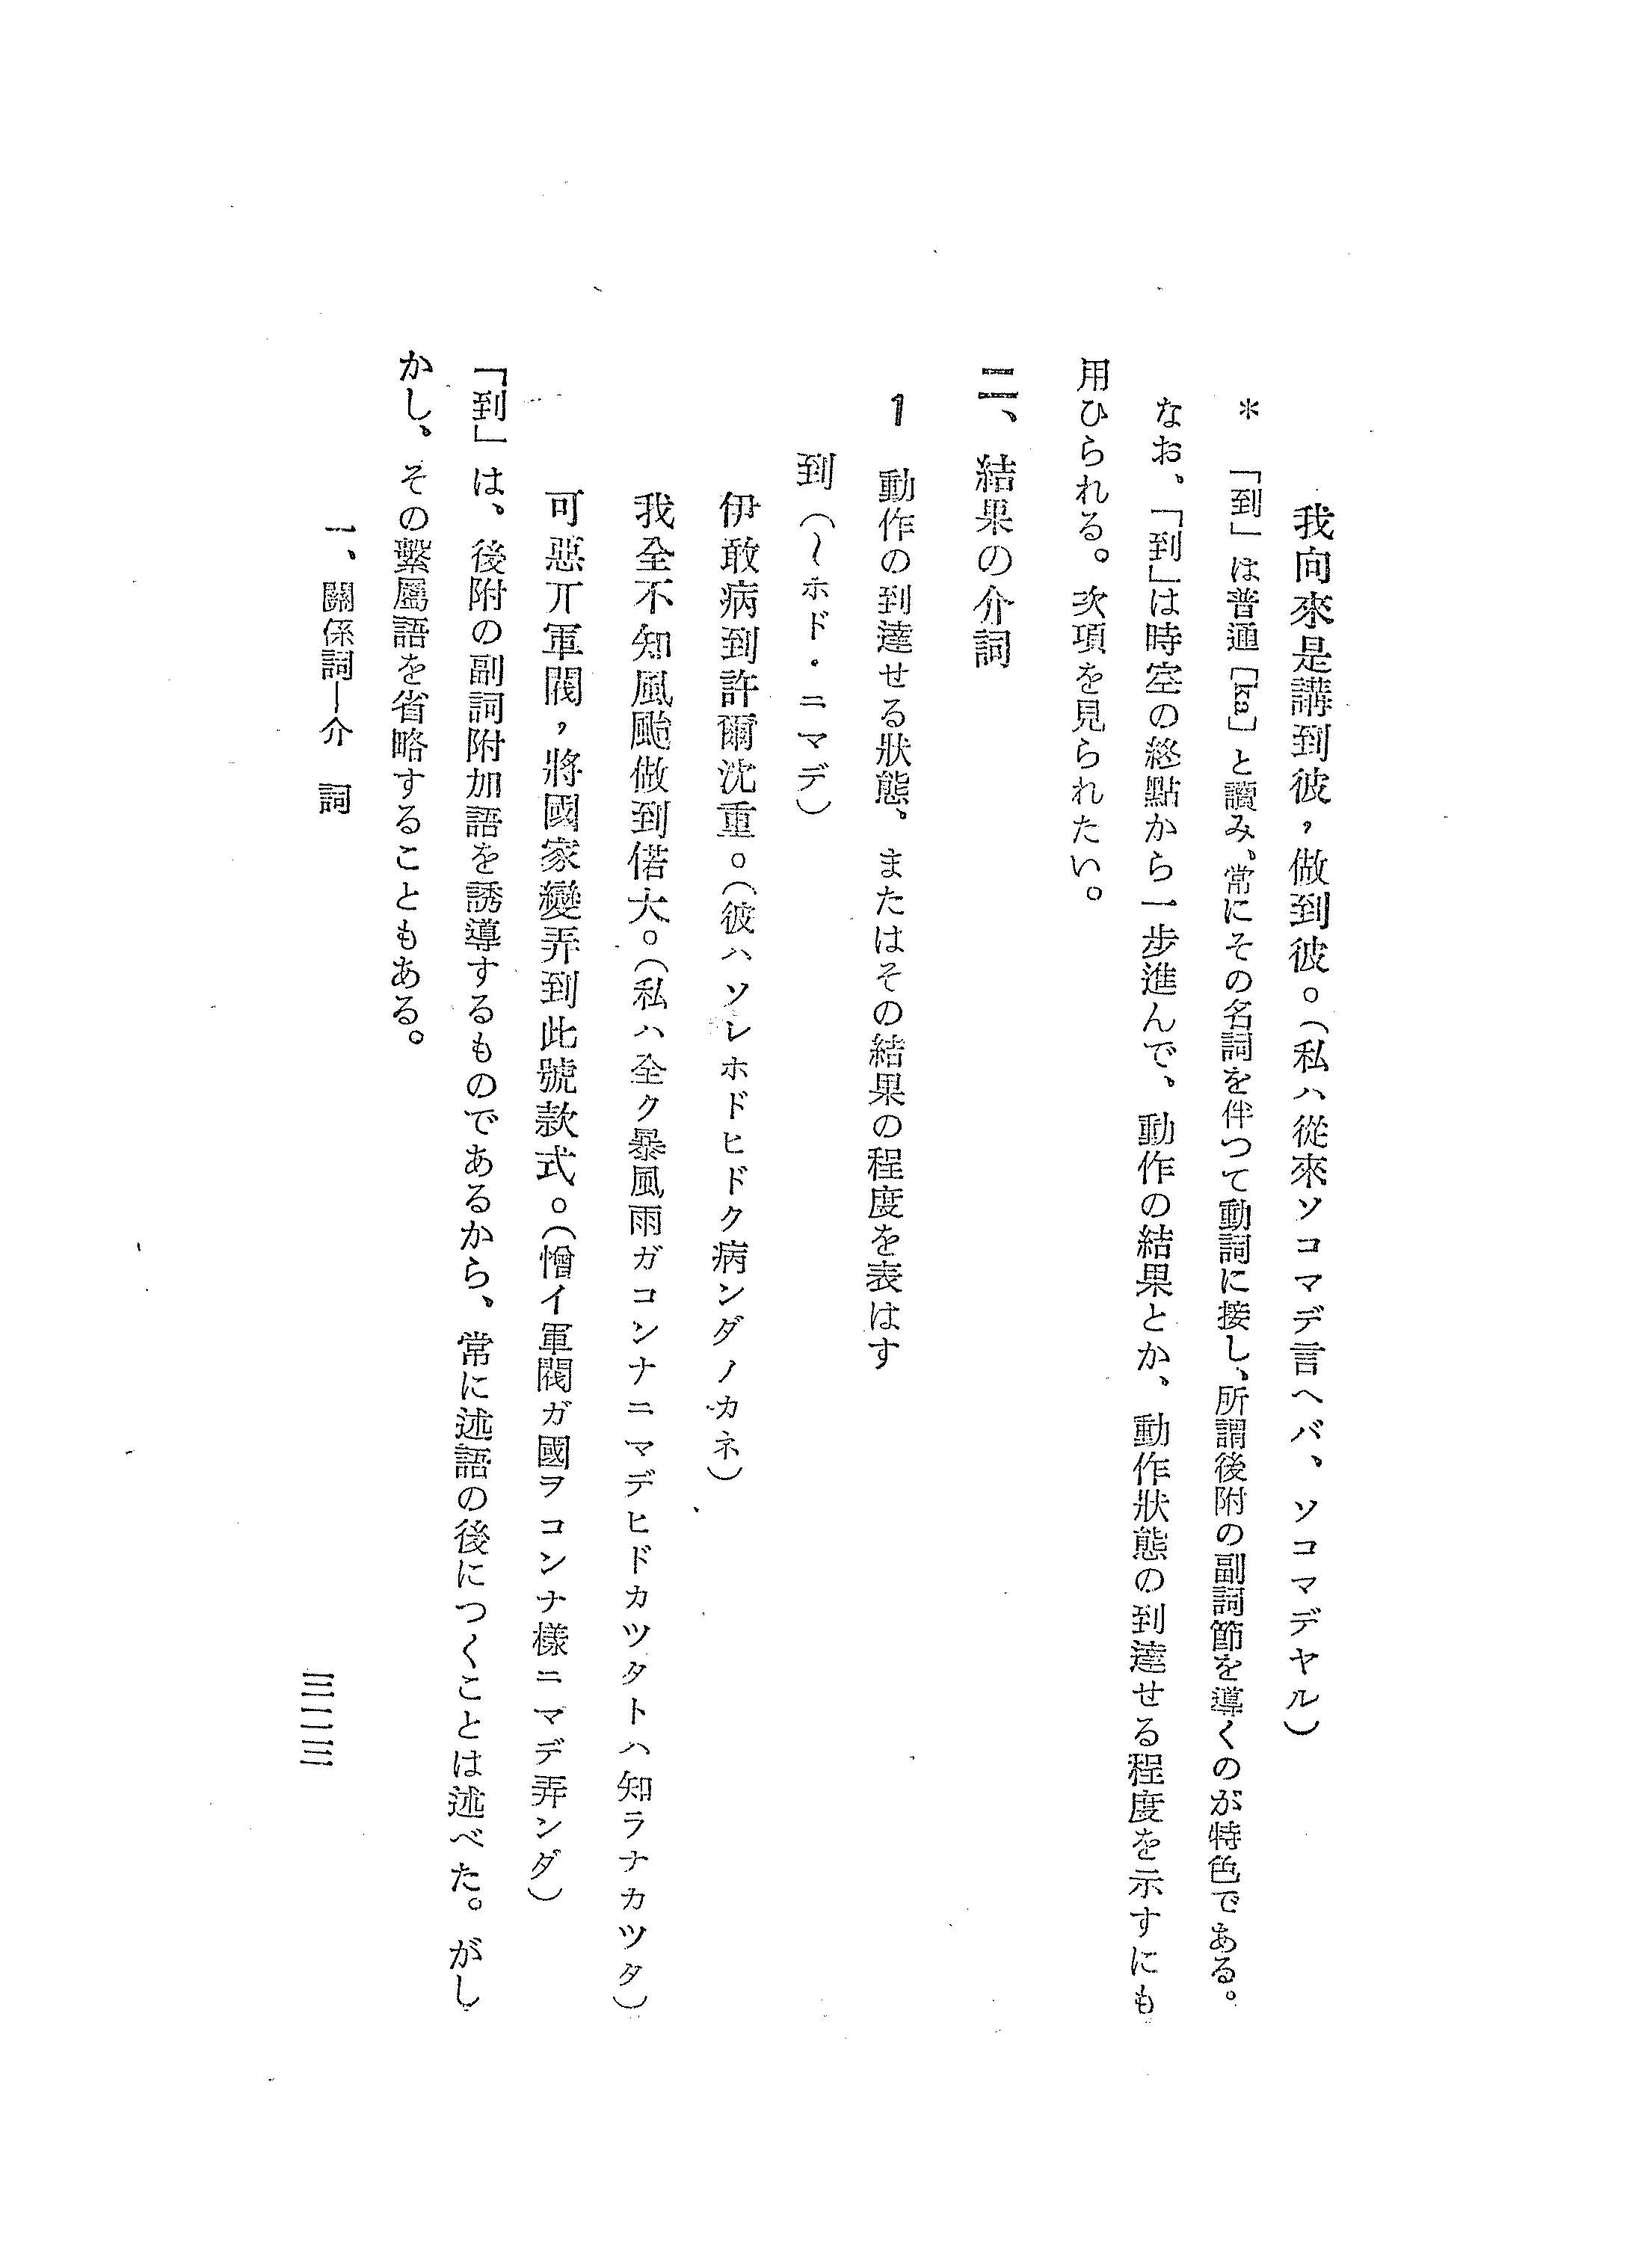 我向來是講到彼，做到彼。（私ハ從來ソコマデ言ヘバ、ソコマデヤル）
＊　「到」は普通［ka］と讀み、常にその名詞を伴つて動詞に接し、所謂後附の副詞節を導くのが特色である。
なお、「到」は時空の終點から一步進んで、動作の結果とか、動作狀態の到達せる程度を示すにも
用ひられる。次項を見られたい。
二、結果の介詞
1　動作の到達せる狀態、またはその結果の程度を表はす
到（～ホド・ニマデ）
伊敢病到許爾沈重。（彼ハソレホドヒドク病ンダノカネ）
我全不知風颱做到偌大。（私ハ全ク暴風雨ガコンナニマデヒドカツタトハ知ラナカツタ）
可惡丌軍閥，將國家變弄到此號款式。（憎イ軍閥ガ國ヲコンナ樣ニマデ弄ンダ）
「到」は、後附の副詞附加語を誘導するものであるから、常に述語の後につくことは述べた。がし
かし、その繫屬語を省略することもある。
一、關係詞—介　詞
三二三